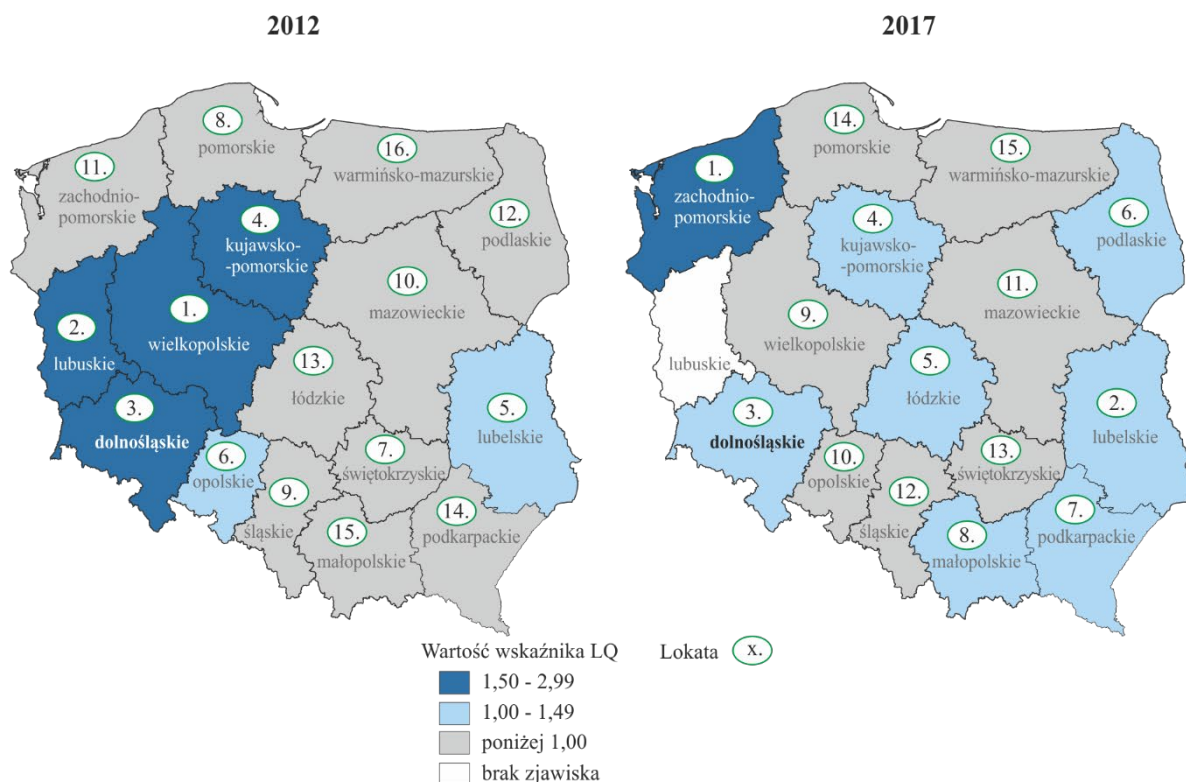 2012
8.
pomorskie
16.
warmińsko-mazurskie
11.
zachodnio-
pomorskie
4.
kujawsko-
-pomorskie
12.
podlaskie
10.
mazowieckie
2.
lubuskie
1.
wielkopolskie
13.
łódzkie
3.
dolnośląskie
5.
lubelskie
6.
opolskie
7.
świętokrzyskie
9.
śląskie
15.
małopolskie
14.
podkarpackie
2017
14.
pomorskie
15.
warmińsko-mazurskie
1.
zachodnio-
pomorskie
4.
kujawsko-
-pomorskie
6.
podlaskie
11.
mazowieckie
9.
wielkopolskie
lubuskie
5.
łódzkie
3.
dolnośląskie
2.
lubelskie
10.
opolskie
13.
świętokrzyskie
12.
śląskie
8.
małopolskie
7.
podkarpackie
Wartość wskaźnika LQ
1,50 - 2,99
1,00 - 1,49
poniżej 1,00
brak zjawiska
Lokata x.